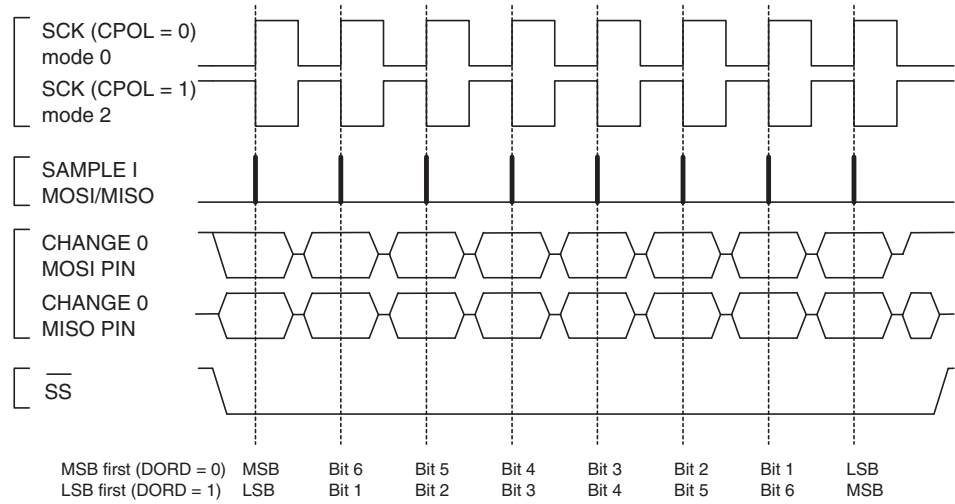 SCK (CPOL = 0)
mode 0
SCK (CPOL = 1)
mode 2
SAMPLE I
MOSI/MISO
CHANGE 0
MOSI PIN
CHANGE 0
MISO PIN
SS
MSB first (DORD = 0) MSB Bit 6 Bit 5 Bit 4 Bit 3 Bit 2 Bit 1 LSB
LSB first (DORD = 1) LSB Bit 1 Bit 2 Bit 3 Bit 4 Bit 5 Bit 6 MSB